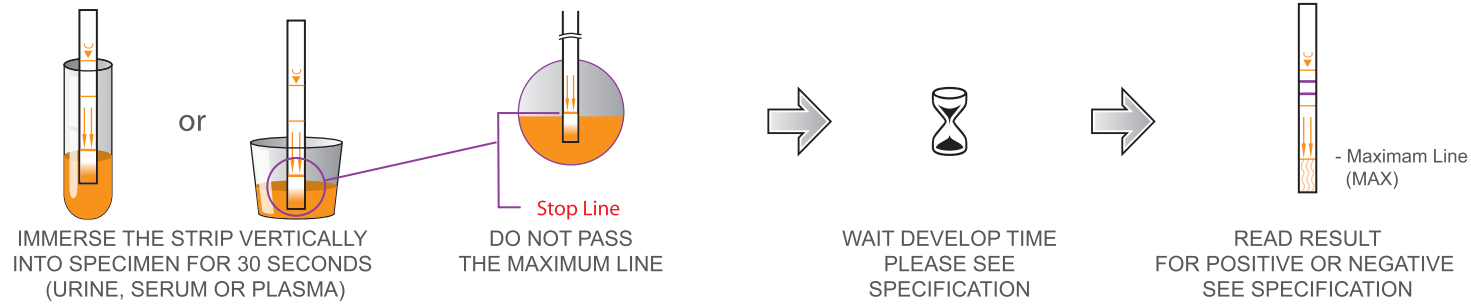 C
or
C
Stop Line
IMMERSE THE STRIP VERTICALLY
INTO SPECIMEN FOR 30 SECONDS
(URINE, SERUM OR PLASMA)
DO NOT PASS
THE MAXIMUM LINE
WAIT DEVELOP TIME
PLEASE SEE
SPECIFICATION
C
- Maximam Line
(MAX)
READ RESULT
FOR POSITIVE OR NEGATIVE
SEE SPECIFICATION